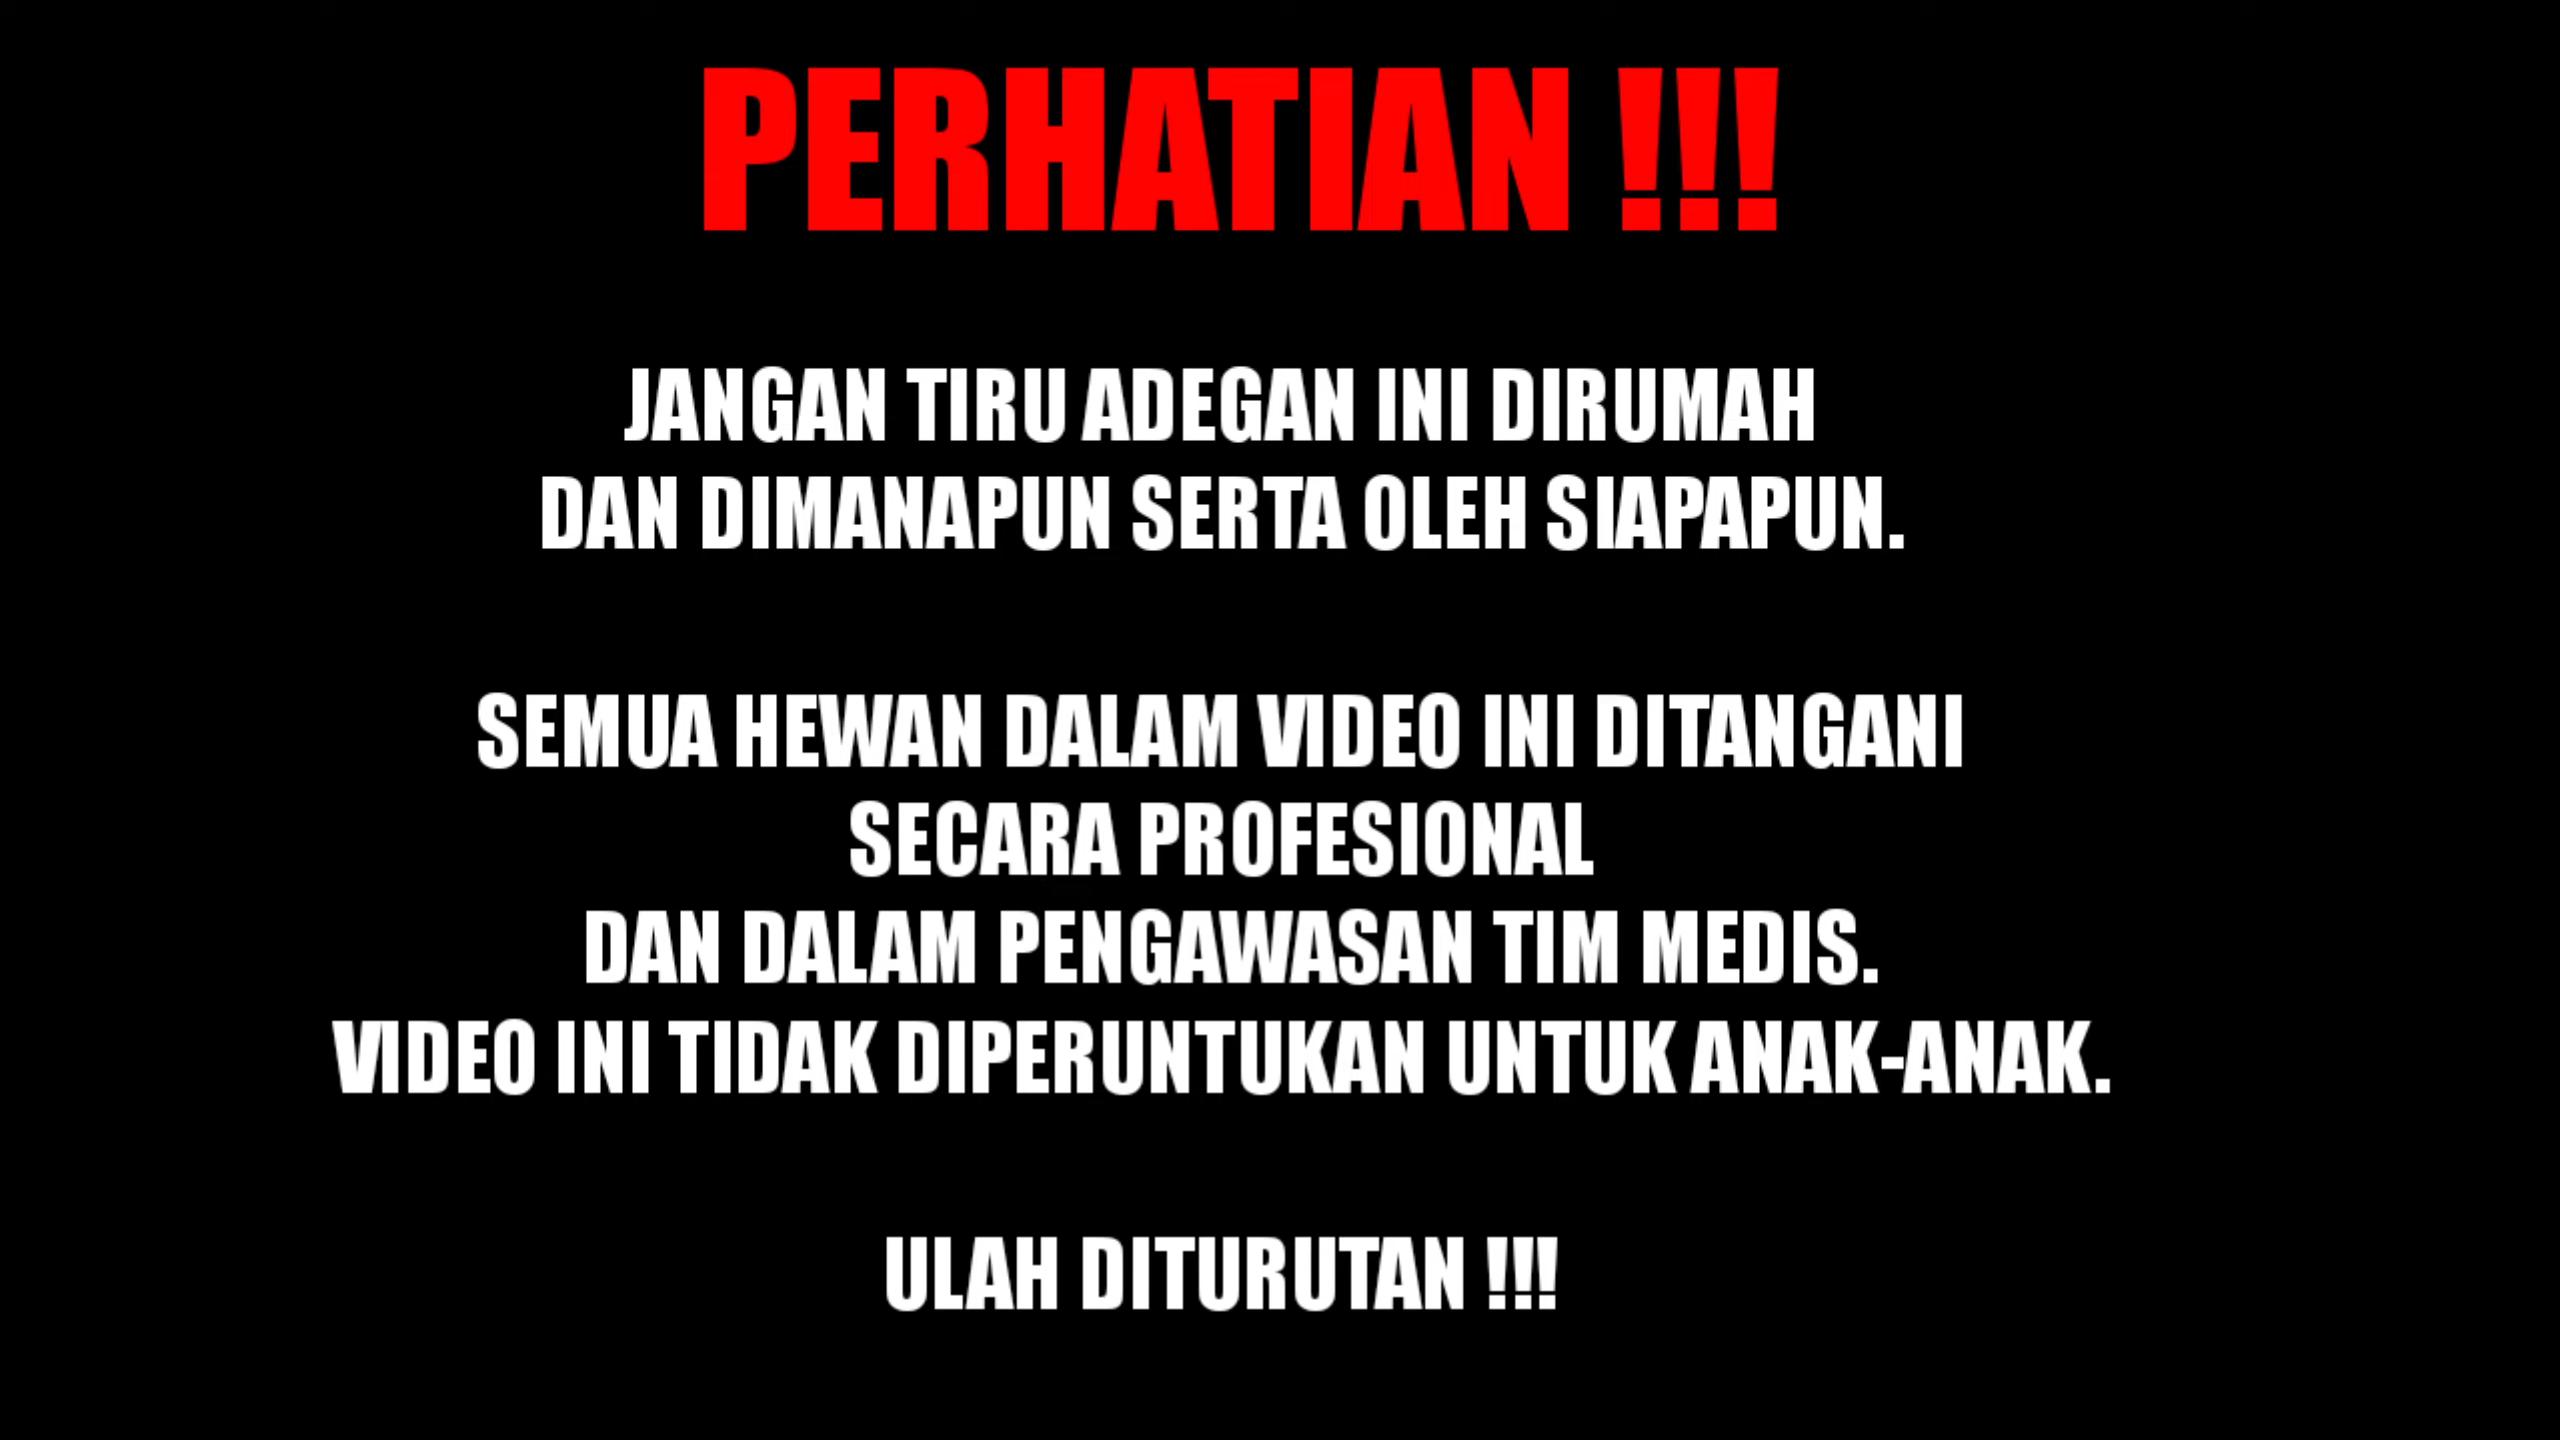 PERHATIAN !!!
JANGAN TIRU ADEGAN INI DIRUMAH
DAN DIMANAPUN SERTA OLEH SIAPAPUN.
SEMUA HEWAN DALAM VIDEO INI DITANGANI
SECARA PROFESIONAL
DAN DALAM PENGAWASAN TIM MEDIS.
VIDEO INI TIDAK DIPERUNTUKAN UNTUK ANAK-ANAK.
ULAH DITURUTAN !!!